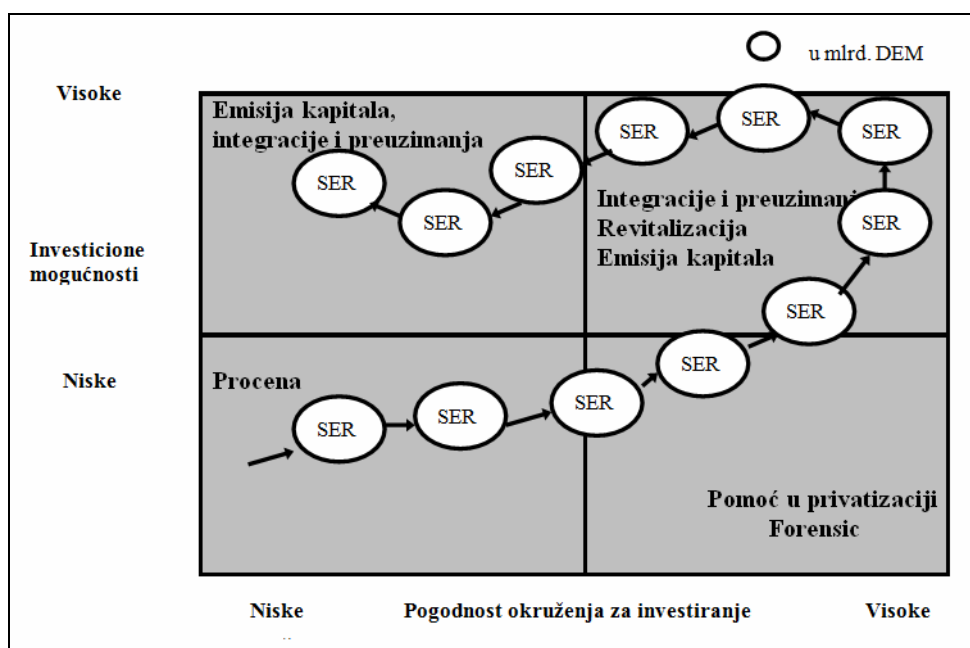 u mlrd. DEM
Visoke
Emisija kapitala,
integracije i preuzimanja
SER
SER
SER
SER
SER
SER
SER
SER
SER
SER
SER
SER
SER
Integracije i preuzimanj
Revitalizacija
Emisija kapitala
Investicione
mogućnosti
Niske
Procena
Pomoć u privatizaciji
Forensic
Niske
Pogodnost okruženja za investiranje
Visoke